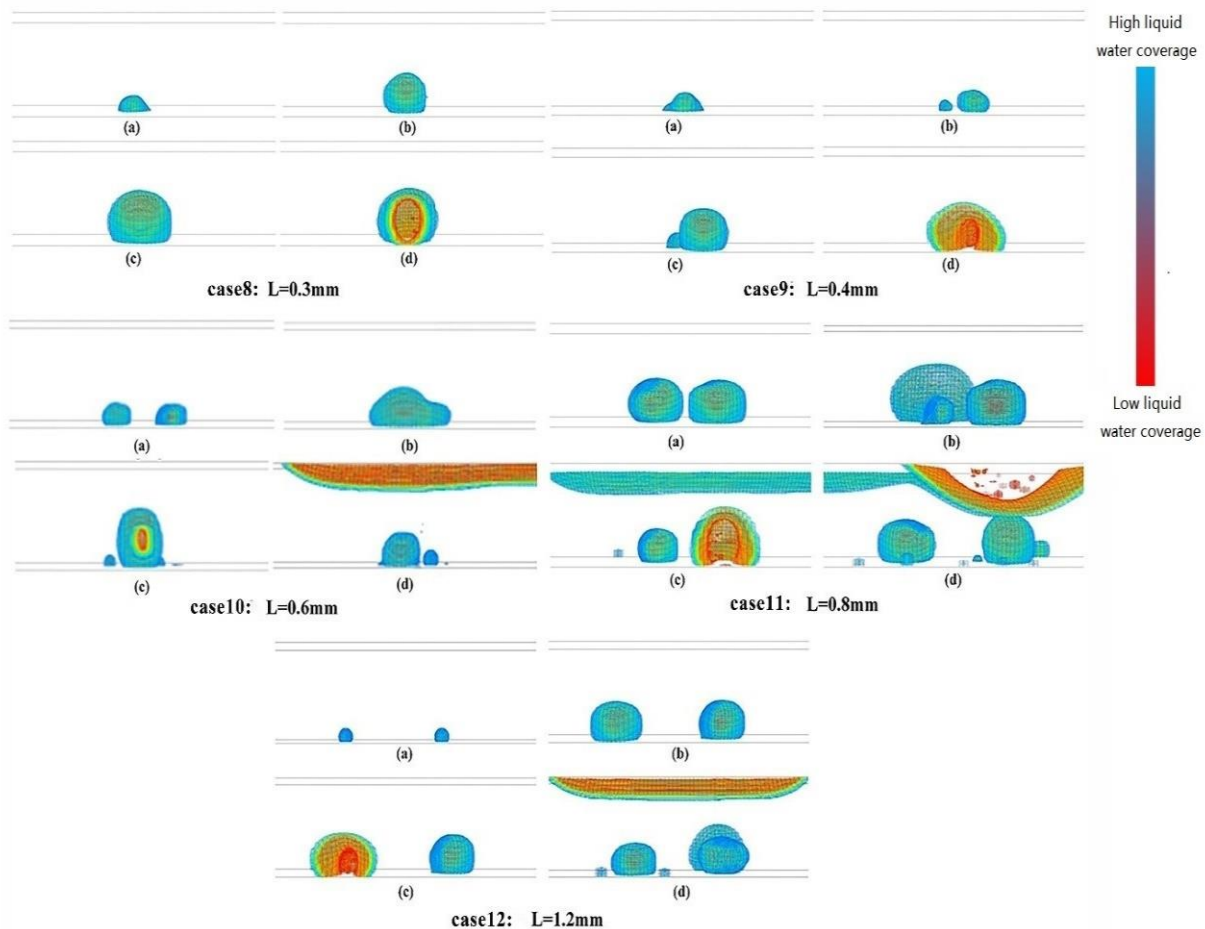 High liquid
water coverage
(a)
(b)
(c)
(d)
case8: L=0.3mm
(a)
(b)
(c)
(d)
case9: L=0.4mm
Low liquid
water coverage
(a)
(b)
(c)
(d)
case10: L=0.6mm
(a)
(b)
(c)
(d)
case11: L=0.8mm
(a)
(b)
(c)
(d)
case12: L=1.2mm